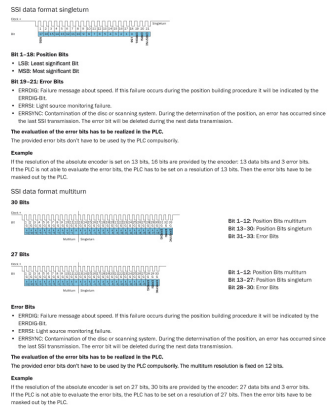 SSI data format singleturn
Bit 1–18: Position Bits
• LSB: Least significant Bit
• MSB: Most significant Bit
Bit 19–21: Error Bits
• ERRDIG: Failure message about speed. If this failure occurs during the position building procedure it will be indicated by the
ERRDIG-Bit.
• ERRSI: Light source monitoring failure.
• ERRSYNC: Contamination of the disc or scanning system. During the determination of the position, an error has occurred since
the last SSI transmission. The error bit will be deleted during the next data transmission.
The evaluation of the error bits has to be realized in the PLC.
The provided error bits don't have to be used by the PLC compulsorily.
Example
If the resolution of the absolute encoder is set on 13 bits, 16 bits are provided by the encoder: 13 data bits and 3 error bits.
If the PLC is not able to evaluate the error bits, the PLC has to be set on a resolution of 13 bits. Then the error bits have to be
masked out by the PLC.
SSI data format multiturn
30 Bits
Multiturn Singleturn
Bit 1–12: Position Bits multiturn
Bit 13–30: Position Bits singleturn
Bit 31–33: Error Bits
27 Bits
Multiturn Singleturn
Bit 1–12: Position Bits multiturn
Bit 13–27: Position Bits singleturn
Bit 28–30: Error Bits
Error Bits
• ERRDIG: Failure message about speed. If this failure occurs during the position building procedure it will be indicated by the
ERRDIG-Bit.
• ERRSI: Light source monitoring failure.
• ERRSYNC: Contamination of the disc or scanning system. During the determination of the position, an error has occurred since
the last SSI transmission. The error bit will be deleted during the next data transmission.
The evaluation of the error bits has to be realized in the PLC.
The provided error bits don't have to be used by the PLC compulsorily. The multiturn resolution is fixed on 12 bits.
Example
If the resolution of the absolute encoder is set on 27 bits, 30 bits are provided by the encoder: 27 data bits and 3 error bits.
If the PLC is not able to evaluate the error bits, the PLC has to be set on a resolution of 27 bits. Then the error bits have to be
masked out by the PLC.